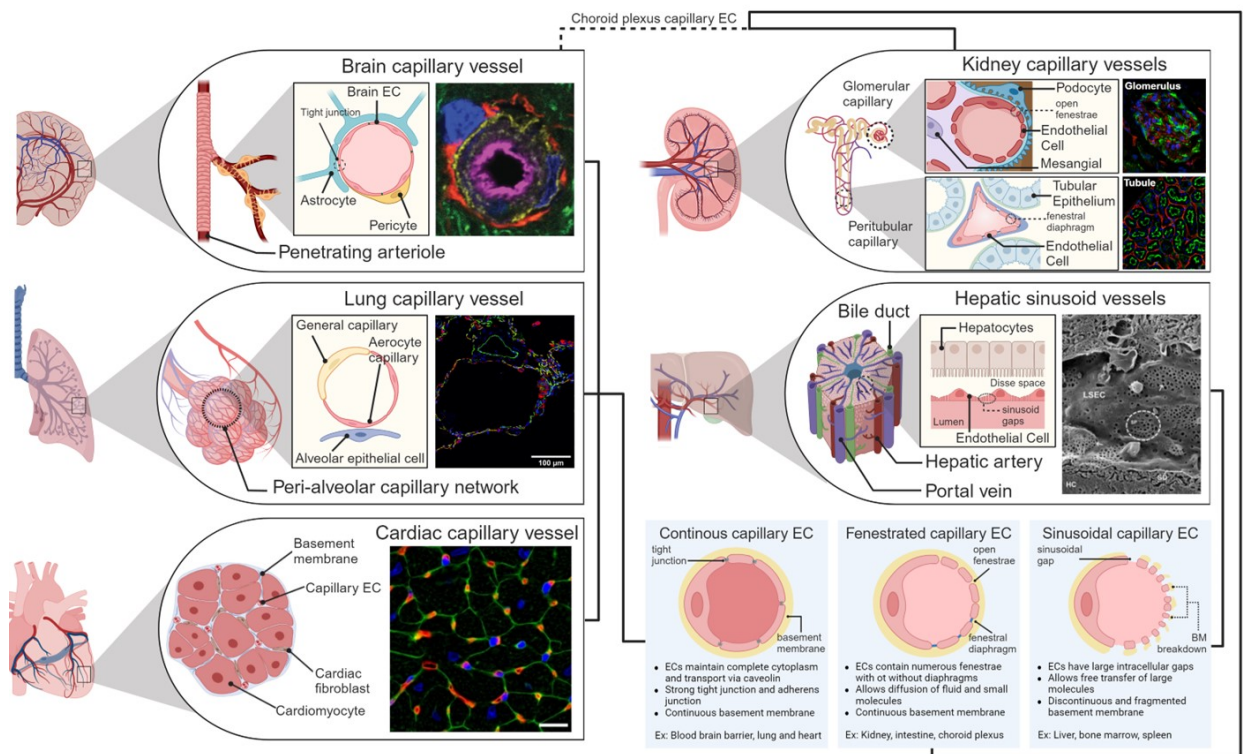 Choroid plexus capillary EC
Brain capillary vessel
Brain EC
Tight junction
Astrocyte
Pericyte
Penetrating arteriole
Kidney capillary vessels
Glomerular
capillary
Peritubular
capillary
Podocyte
open
fenestrae
Endothelial
Cell
Mesangial
Glomerulus
Tubular
Epithelium
fenestral
diaphragm
Endothelial
Cell
Tubule
Lung capillary vessel
General capillary
Aerocyte
capillary
Alveolar epithelial cell
100 µm
Peri-alveolar capillary network
Hepatic sinusoid vessels
Bile duct
Hepatocytes
Disse space
Lumen
sinusoid
gaps
Endothelial Cell
Hepatic artery
Portal vein
LSEC
HC
SD
Cardiac capillary vessel
Basement
membrane
Capillary EC
Cardiac
fibroblast
Cardiomyocyte
Continous capillary EC
tight
junction
basement
membrane
• ECs maintain complete cytoplasm
and transport via caveolin
• Strong tight junction and adherens
junction
• Continuous basement membrane
Ex: Blood brain barrier, lung and heart
Fenestrated capillary EC
open
fenestrae
fenestral
diaphragm
• ECs contain numerous fenestrae
with ot without diaphragms
• Allows diffusion of fluid and small
molecules
• Continuous basement membrane
Ex: Kidney, intestine, choroid plexus
Sinusoidal capillary EC
sinusoidal
gap
BM
breakdown
• ECs have large intracellular gaps
• Allows free transfer of large
molecules
• Discontinuous and fragmented
basement membrane
Ex: Liver, bone marrow, spleen